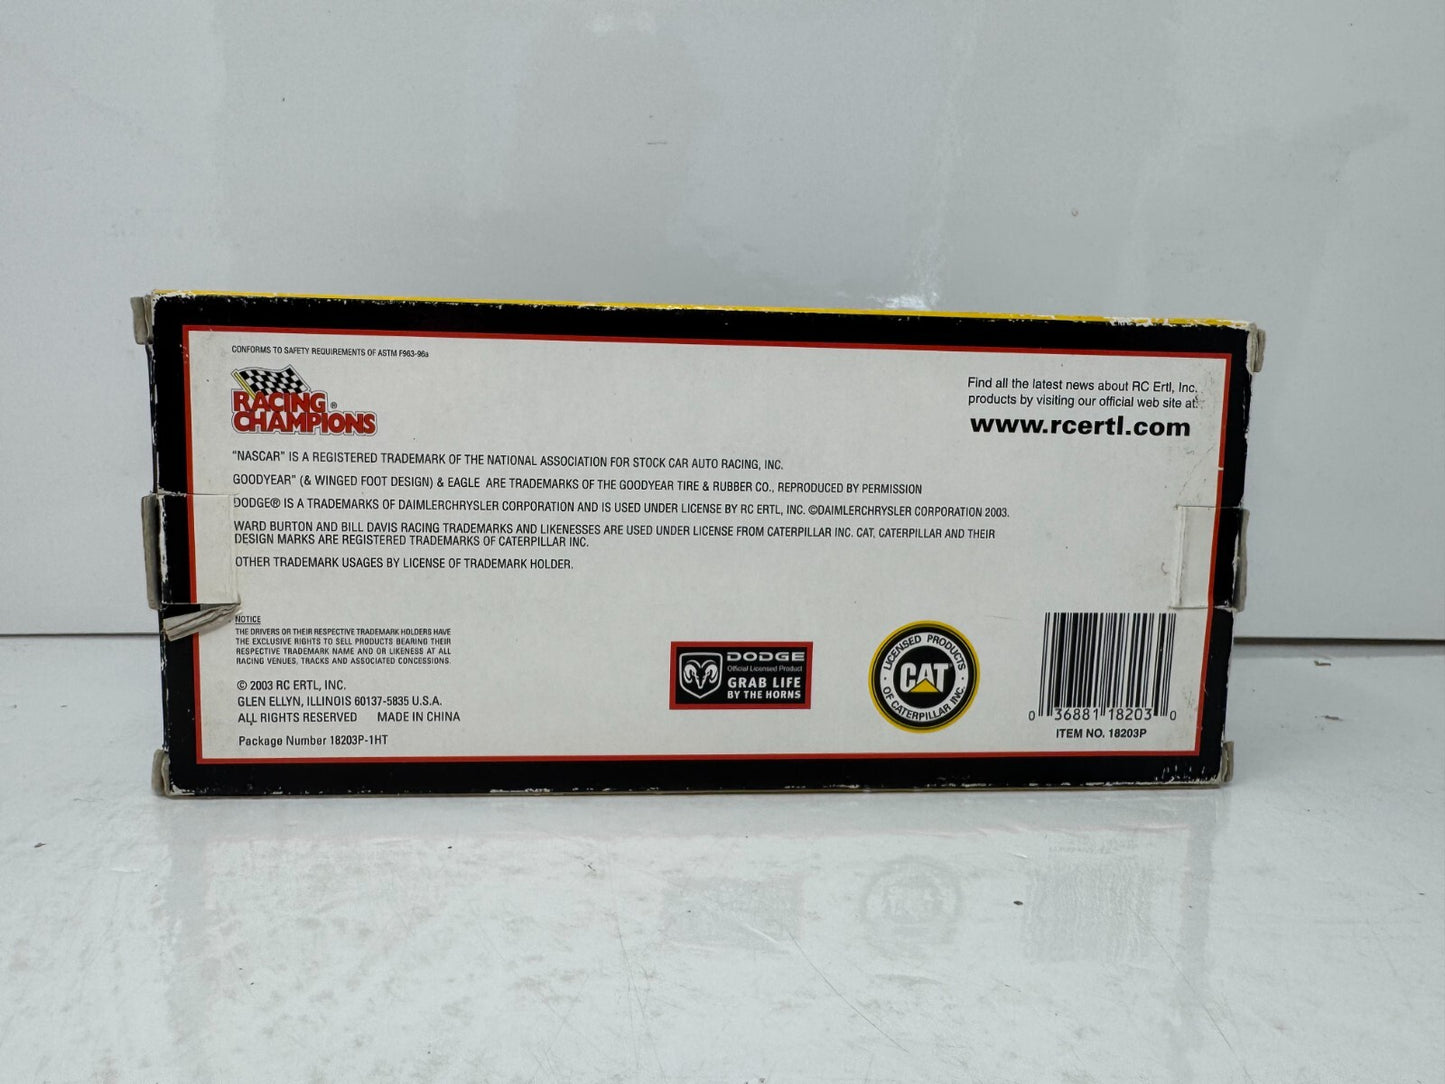 CONFORMS TO SAFETY REQUIREMENTS OF ASTM F963-96a
RACING
CHAMPIONS®
Find all the latest news about RC Ertl, Inc.
products by visiting our official web site at:
www.rcertl.com
"NASCAR" IS A REGISTERED TRADEMARK OF THE NATIONAL ASSOCIATION FOR STOCK CAR AUTO RACING, INC.
GOODYEAR" (& WINGED FOOT DESIGN) & EAGLE ARE TRADEMARKS OF THE GOODYEAR TIRE & RUBBER CO., REPRODUCED BY PERMISSION
DODGE® IS A TRADEMARKS OF DAIMLERCHRYSLER CORPORATION AND IS USED UNDER LICENSE BY RC ERTL, INC. ©DAIMLERCHRYSLER CORPORATION 2003.
WARD BURTON AND BILL DAVIS RACING TRADEMARKS AND LIKENESSES ARE USED UNDER LICENSE FROM CATERPILLAR INC. CAT, CATERPILLAR AND THEIR
DESIGN MARKS ARE REGISTERED TRADEMARKS OF CATERPILLAR INC.
OTHER TRADEMARK USAGES BY LICENSE OF TRADEMARK HOLDER.
NOTICE
THE DRIVERS OR THEIR RESPECTIVE TRADEMARK HOLDERS HAVE
THE EXCLUSIVE RIGHTS TO SELL PRODUCTS BEARING THEIR
RESPECTIVE TRADEMARK NAME AND OR LIKENESS AT ALL
RACING VENUES, TRACKS AND ASSOCIATED CONCESSIONS.
© 2003 RC ERTL, INC.
GLEN ELLYN, ILLINOIS 60137-5835 U.S.A.
ALL RIGHTS RESERVED MADE IN CHINA
Package Number 18203P-1HT
DODGE
Official Licensed Product
GRAB LIFE
BY THE HORNS
LICENSED PRODUCTS
CAT
OF CATERPILLAR INC.
0 36881 18203 0
ITEM NO. 18203P